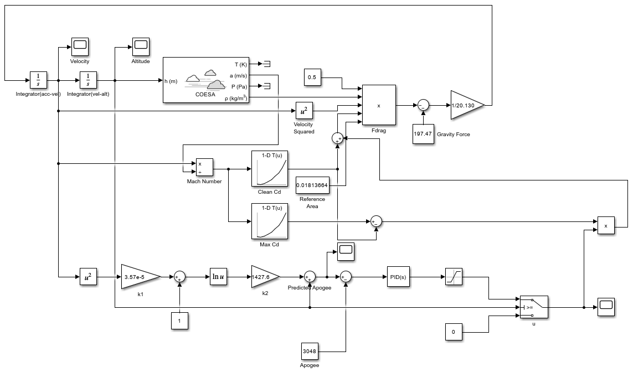 Velocity
Altitude
1
s
Integrator(acc-vel)
1
s
Integrator(vel-alt)
h (m)
T (K)
a (m/s)
P (Pa)
ρ (kg/m³)
COESA
0.5
u²
Velocity
Squared
x
Fdrag
1/20.130
197.47
Gravity Force
x
÷
Mach Number
1-D T(u)
Clean Cd
0.01813664
Reference
Area
1-D T(u)
Max Cd
x
u²
3.57e-5
k1
1
ln u
1427.6
k2
Predicted Apogee
3048
Apogee
PID(s)
0
>=
u